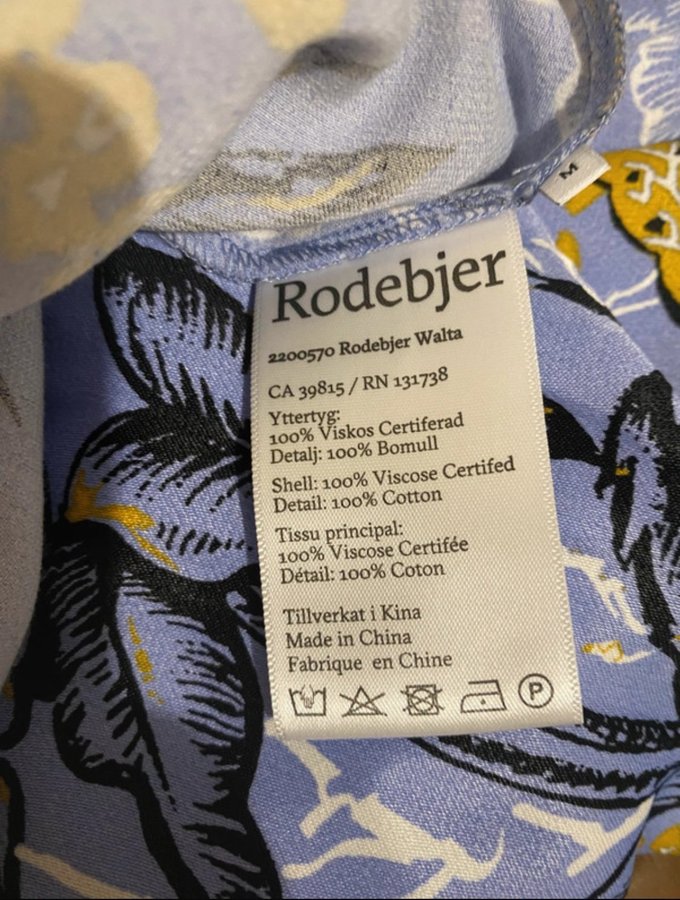 M
Rodebjer
2200570 Rodebjer Walta
CA 39815 / RN 131738
Yttertyg:
100% Viskos Certiferad
Detalj: 100% Bomull
Shell: 100% Viscose Certifed
Detail: 100% Cotton
Tissu principal:
100% Viscose Certifée
Détail: 100% Coton
Tillverkat i Kina
Made in China
Fabrique en Chine
P